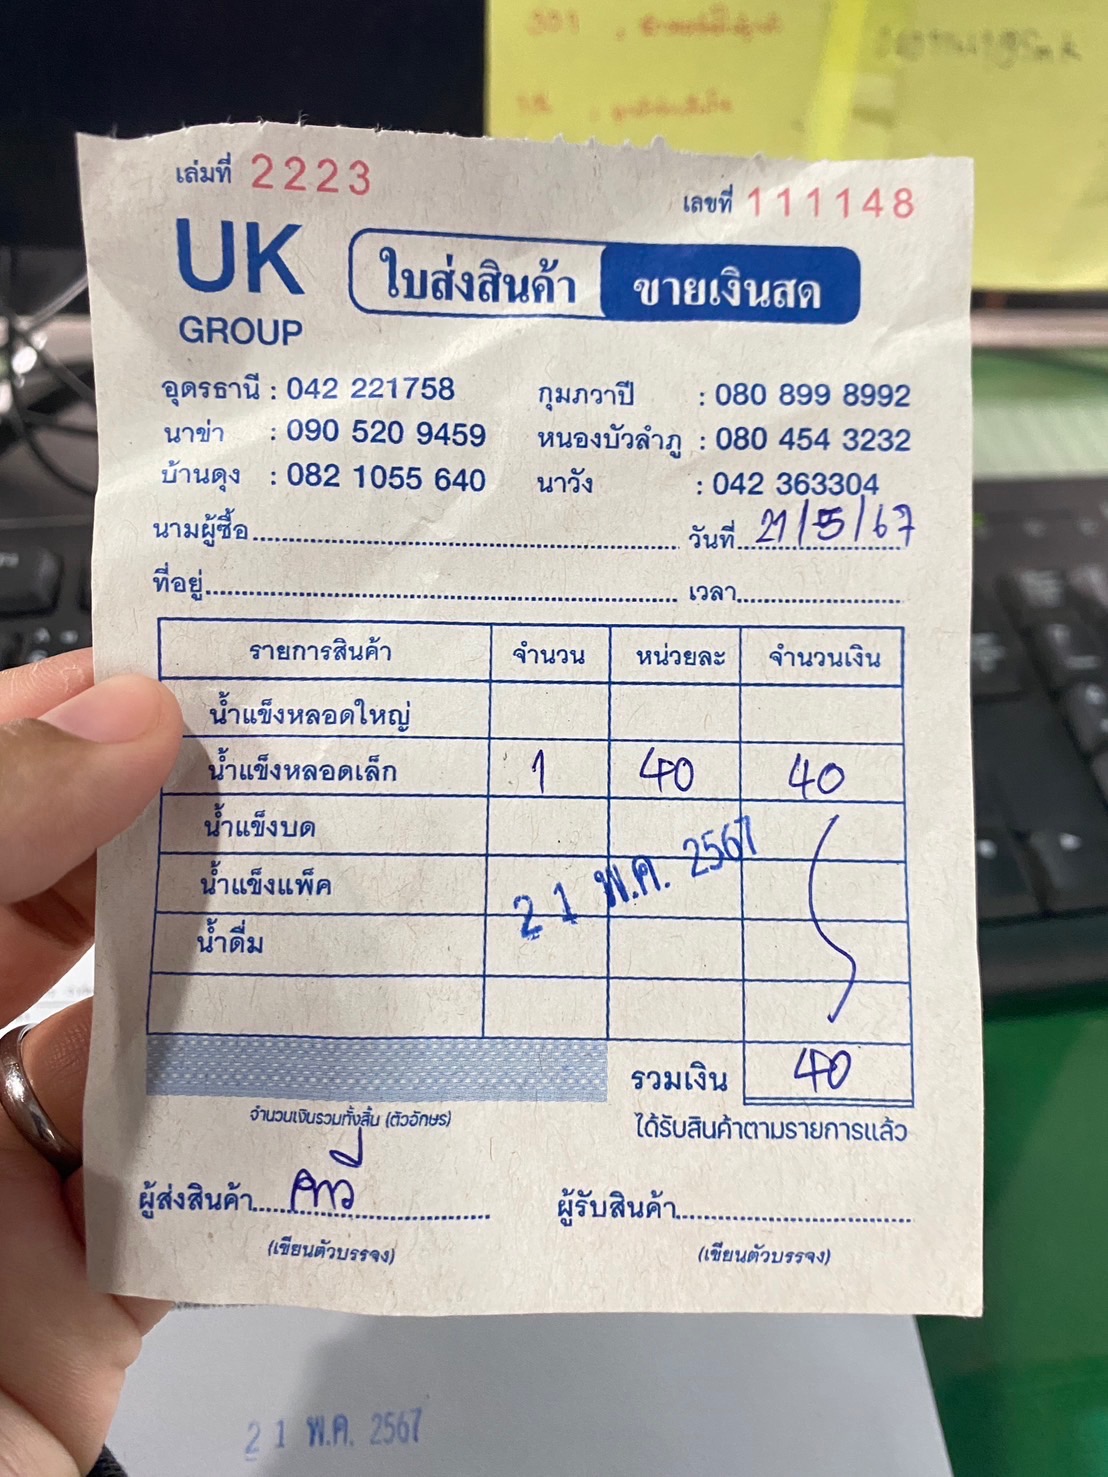 เล่มที่ 2223
เลขที่ 111148
UK
GROUP
ใบส่งสินค้า ขายเงินสด
อุดรธานี : 042 221758 กุมภวาปี : 080 899 8992
นาข่า : 090 520 9459 หนองบัวลำภู : 080 454 3232
บ้านดุง : 082 1055 640 นาวัง : 042 363304
นามผู้ซื้อ วันที่ 21/5/67
ที่อยู่ เวลา
รายการสินค้า จำนวน หน่วยละ จำนวนเงิน
น้ำแข็งหลอดใหญ่
น้ำแข็งหลอดเล็ก 1 40 40
น้ำแข็งบด
น้ำแข็งแพ็ค
21 พ.ค. 2567
น้ำดื่ม
รวมเงิน 40
จำนวนเงินรวมทั้งสิ้น (ตัวอักษร)
ได้รับสินค้าตามรายการแล้ว
ผู้ส่งสินค้า ผู้รับสินค้า
(เขียนตัวบรรจง) (เขียนตัวบรรจง)
21 พ.ค. 2567